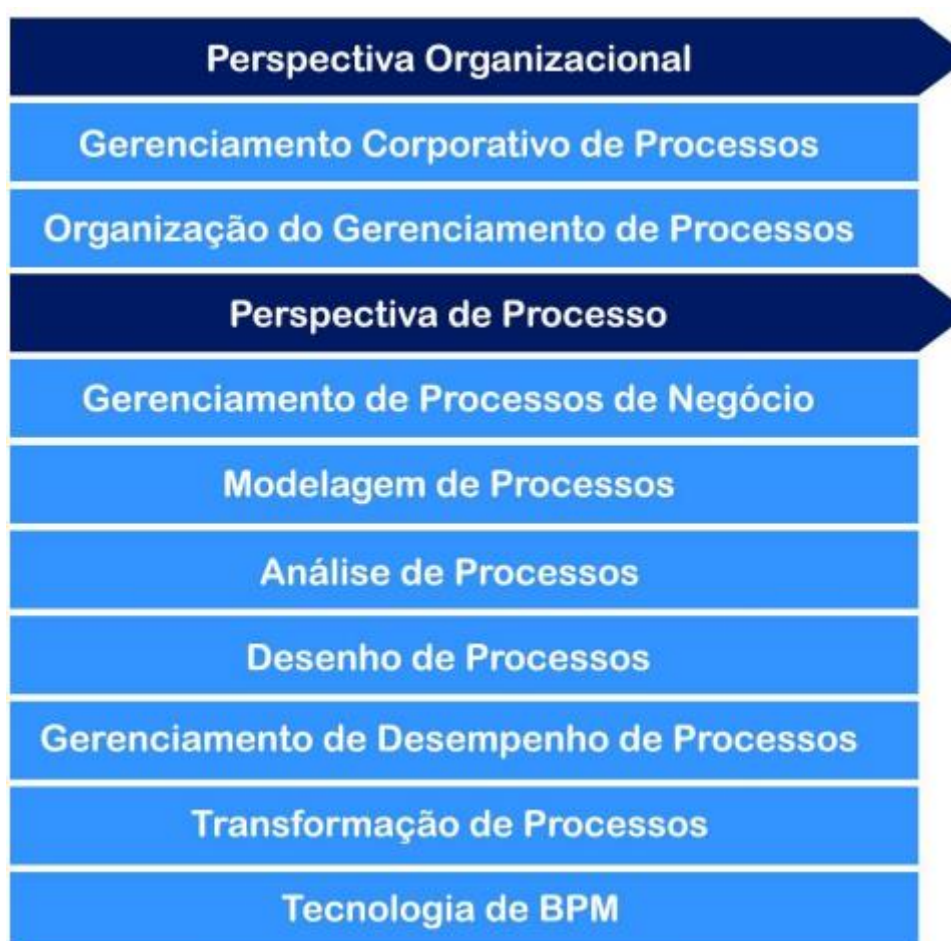 Perspectiva Organizacional
Gerenciamento Corporativo de Processos
Organização do Gerenciamento de Processos
Perspectiva de Processo
Gerenciamento de Processos de Negócio
Modelagem de Processos
Análise de Processos
Desenho de Processos
Gerenciamento de Desempenho de Processos
Transformação de Processos
Tecnologia de BPM